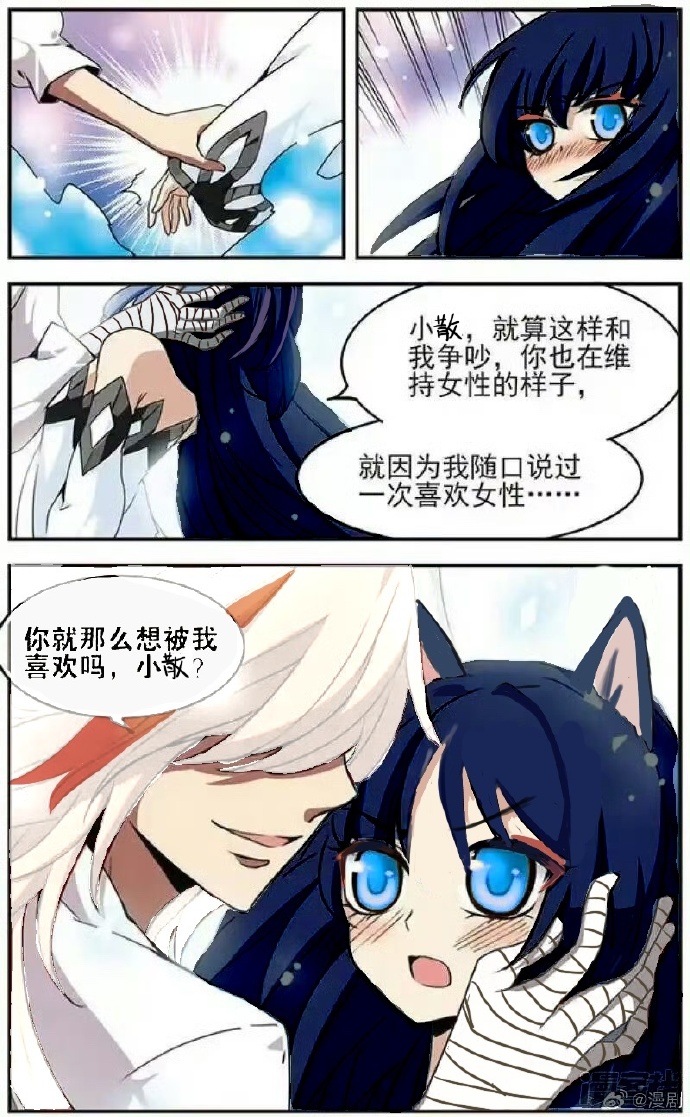 小散，就算这样和
我争吵，你也在维
持女性的样子，
就因为我随口说过
一次喜欢女性……
你就那么想被我
喜欢吗，小散？
@漫剧